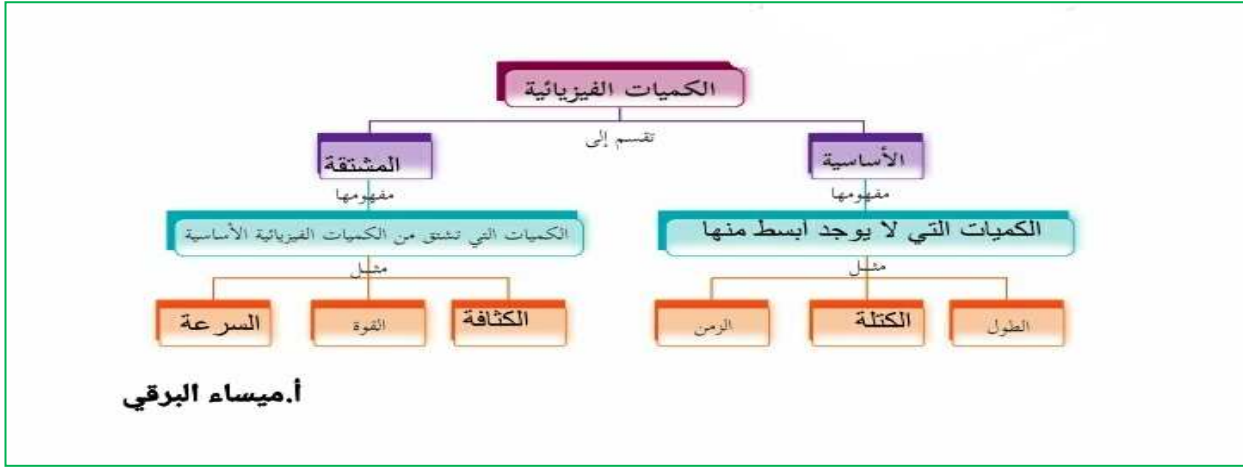 الكميات الفيزيائية
تقسم إلى
الأساسية
المشتقة
مفهومها
مفهومها
الكميات التي لا يوجد أبسط منها
الكميات التي تشتق من الكميات الفيزيائية الأساسية
مثل
مثل
الطول
الكتلة
الزمن
الكثافة
القوة
السرعة
أ.ميساء البرقي